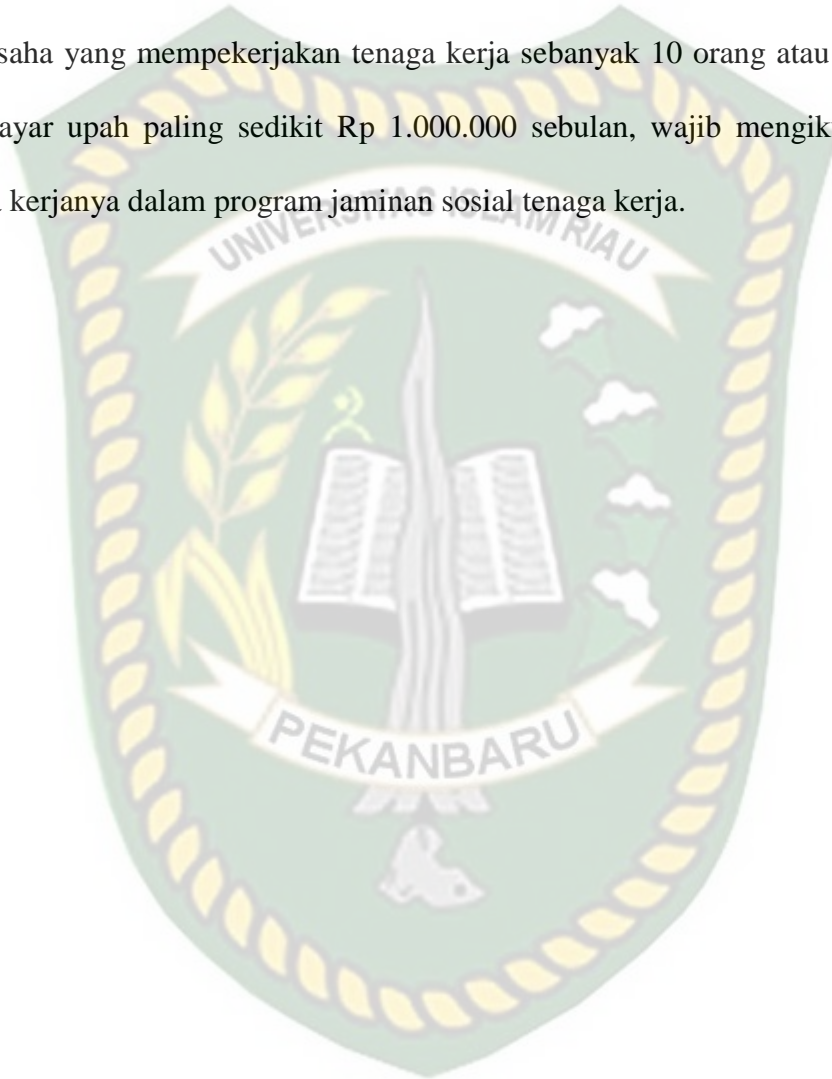 saha yang mempekerjakan tenaga kerja sebanyak 10 orang atau
ayar upah paling sedikit Rp 1.000.000 sebulan, wajib mengik
kerjanya dalam program jaminan sosial tenaga kerja.
UNIVERSITAS ISLAM RIAU
PEKANBARU